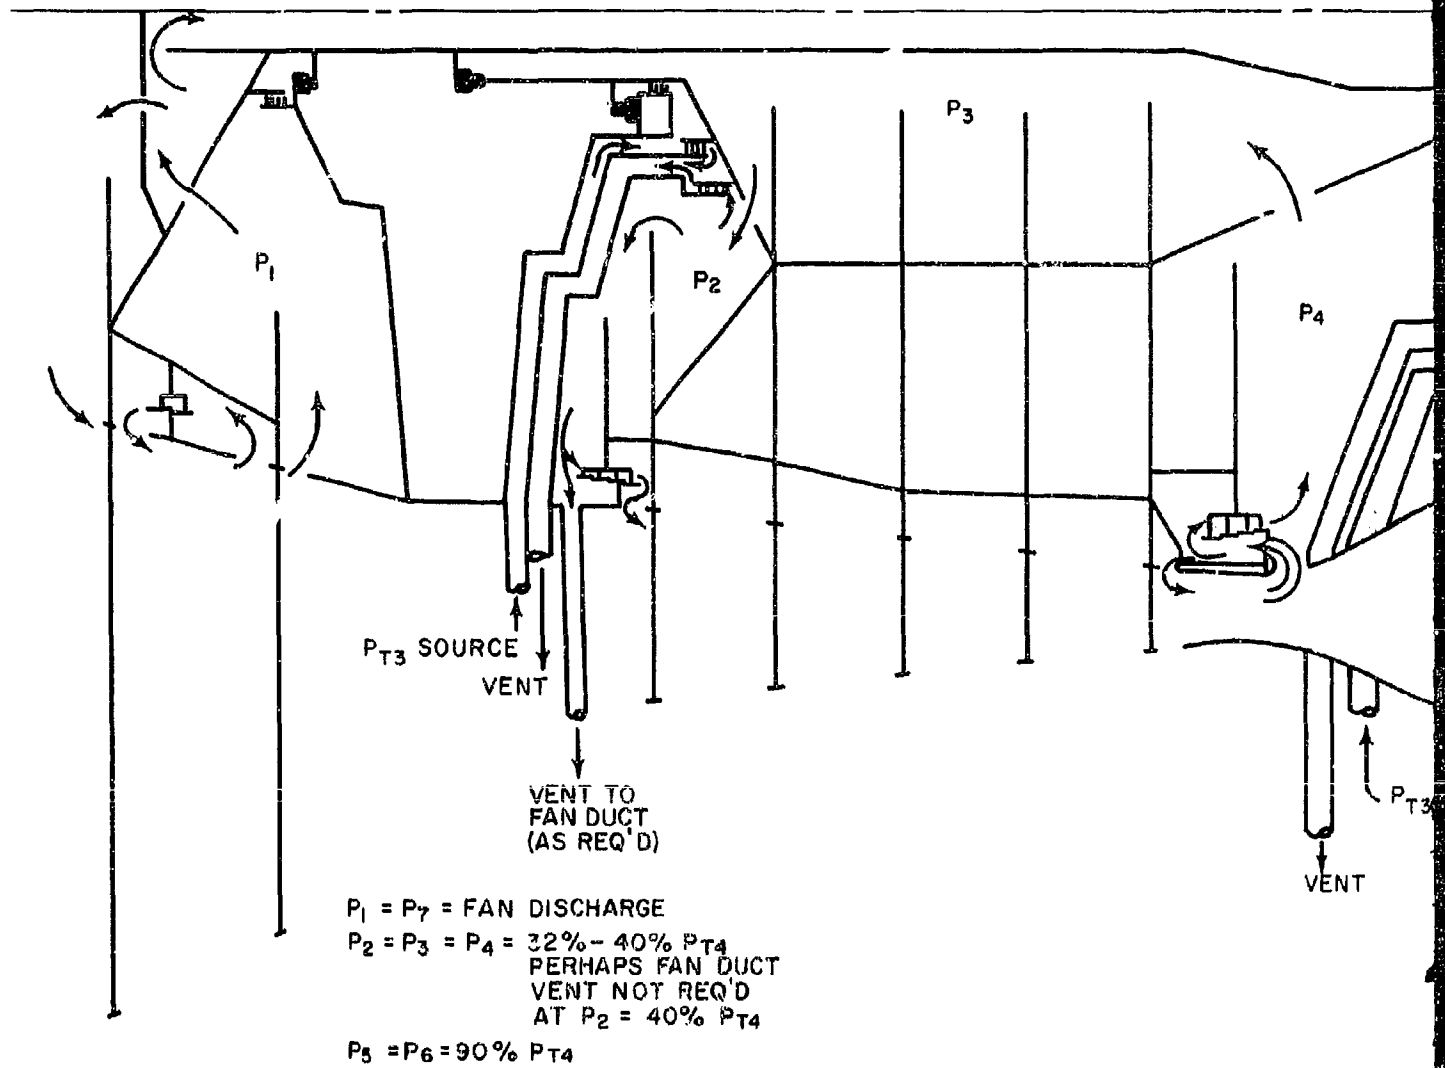 P3
P1
P2
P4
PT3 SOURCE
VENT
VENT TO
FAN DUCT
(AS REQ'D)
PT3
VENT
P1 = P7 = FAN DISCHARGE
P2 = P3 = P4 = 32%- 40% PT4
PERHAPS FAN DUCT
VENT NOT REQ'D
AT P2 = 40% PT4
P5 = P6 = 90% PT4